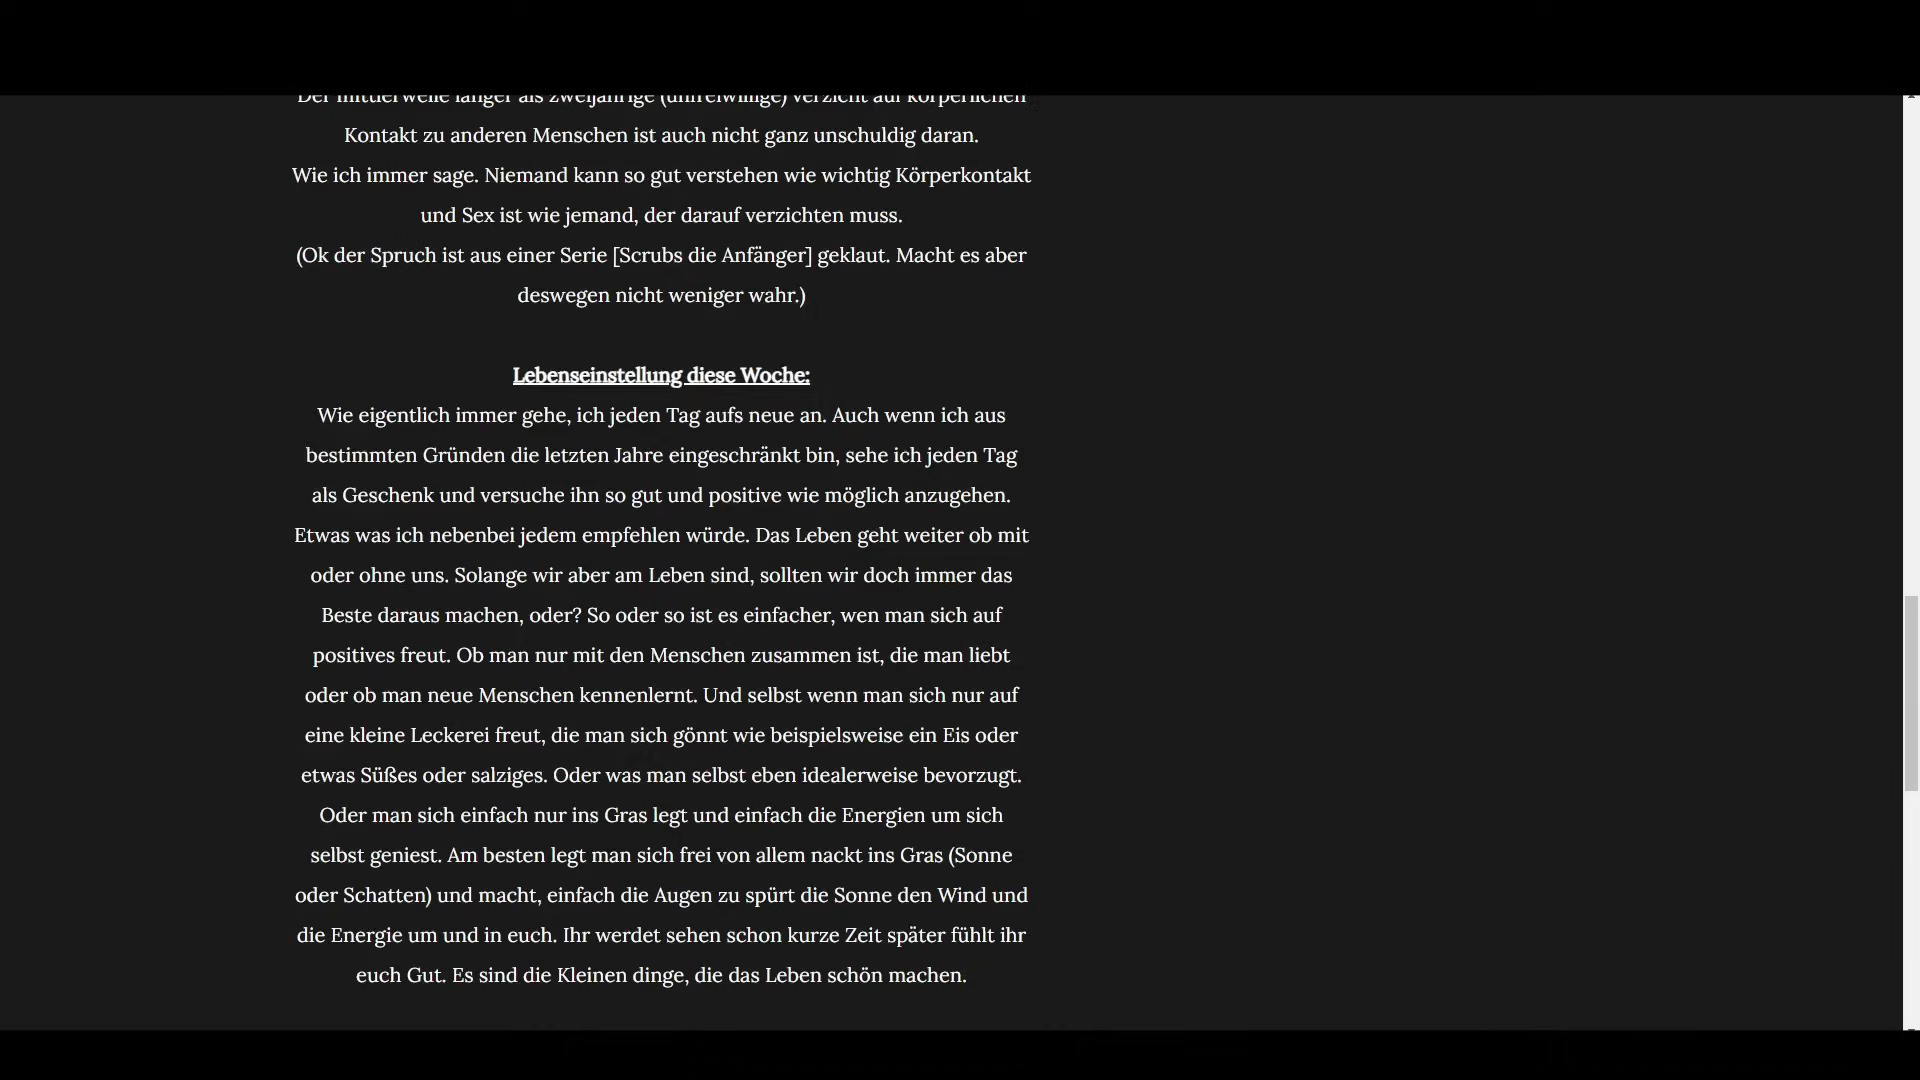 Der mittlerweile länger als zweijährige (unfreiwillige) verzicht auf körperlichen
Kontakt zu anderen Menschen ist auch nicht ganz unschuldig daran.
Wie ich immer sage. Niemand kann so gut verstehen wie wichtig Körperkontakt
und Sex ist wie jemand, der darauf verzichten muss.
(Ok der Spruch ist aus einer Serie [Scrubs die Anfänger] geklaut. Macht es aber
deswegen nicht weniger wahr.)
Lebenseinstellung diese Woche:
Wie eigentlich immer gehe, ich jeden Tag aufs neue an. Auch wenn ich aus
bestimmten Gründen die letzten Jahre eingeschränkt bin, sehe ich jeden Tag
als Geschenk und versuche ihn so gut und positive wie möglich anzugehen.
Etwas was ich nebenbei jedem empfehlen würde. Das Leben geht weiter ob mit
oder ohne uns. Solange wir aber am Leben sind, sollten wir doch immer das
Beste daraus machen, oder? So oder so ist es einfacher, wen man sich auf
positives freut. Ob man nur mit den Menschen zusammen ist, die man liebt
oder ob man neue Menschen kennenlernt. Und selbst wenn man sich nur auf
eine kleine Leckerei freut, die man sich gönnt wie beispielsweise ein Eis oder
etwas Süßes oder salziges. Oder was man selbst eben idealerweise bevorzugt.
Oder man sich einfach nur ins Gras legt und einfach die Energien um sich
selbst geniest. Am besten legt man sich frei von allem nackt ins Gras (Sonne
oder Schatten) und macht, einfach die Augen zu spürt die Sonne den Wind und
die Energie um und in euch. Ihr werdet sehen schon kurze Zeit später fühlt ihr
euch Gut. Es sind die Kleinen dinge, die das Leben schön machen.